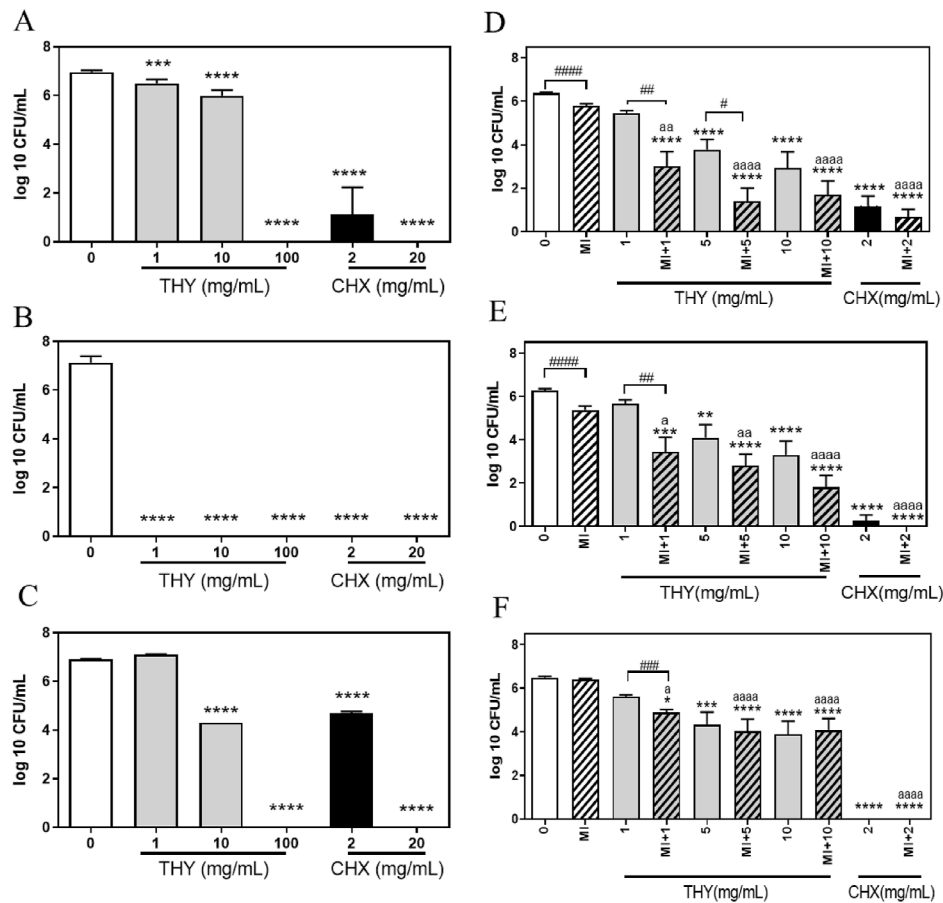 A
log 10 CFU/mL
8
6
4
2
0
***
****
****
****
****
0 1 10 100 2 20
THY (mg/mL) CHX (mg/mL)
B
log 10 CFU/mL
8
6
4
2
0
**** **** **** **** ****
0 1 10 100 2 20
THY (mg/mL) CHX (mg/mL)
C
log 10 CFU/mL
8
6
4
2
0
****
****
****
****
0 1 10 100 2 20
THY (mg/mL) CHX (mg/mL)
D
log 10 CFU/mL
8
6
4
2
0
####
##
#
aa
****
****
aaaa
****
****
aaaa
****
****
aaaa
****
0 MI 1 MI+1 5 MI+5 10 MI+10 2 MI+2
THY (mg/mL) CHX(mg/mL)
E
log 10 CFU/mL
8
6
4
2
0
####
##
a
***
**
aa
****
****
aaaa
****
****
aaaa
****
0 MI 1 MI+1 5 MI+5 10 MI+10 2 MI+2
THY(mg/mL) CHX(mg/mL)
F
log 10 CFU/mL
8
6
4
2
0
###
a
*
***
aaaa
****
****
aaaa
****
****
aaaa
****
0 MI 1 MI+1 5 MI+5 10 MI+10 2 MI+2
THY(mg/mL) CHX(mg/mL)